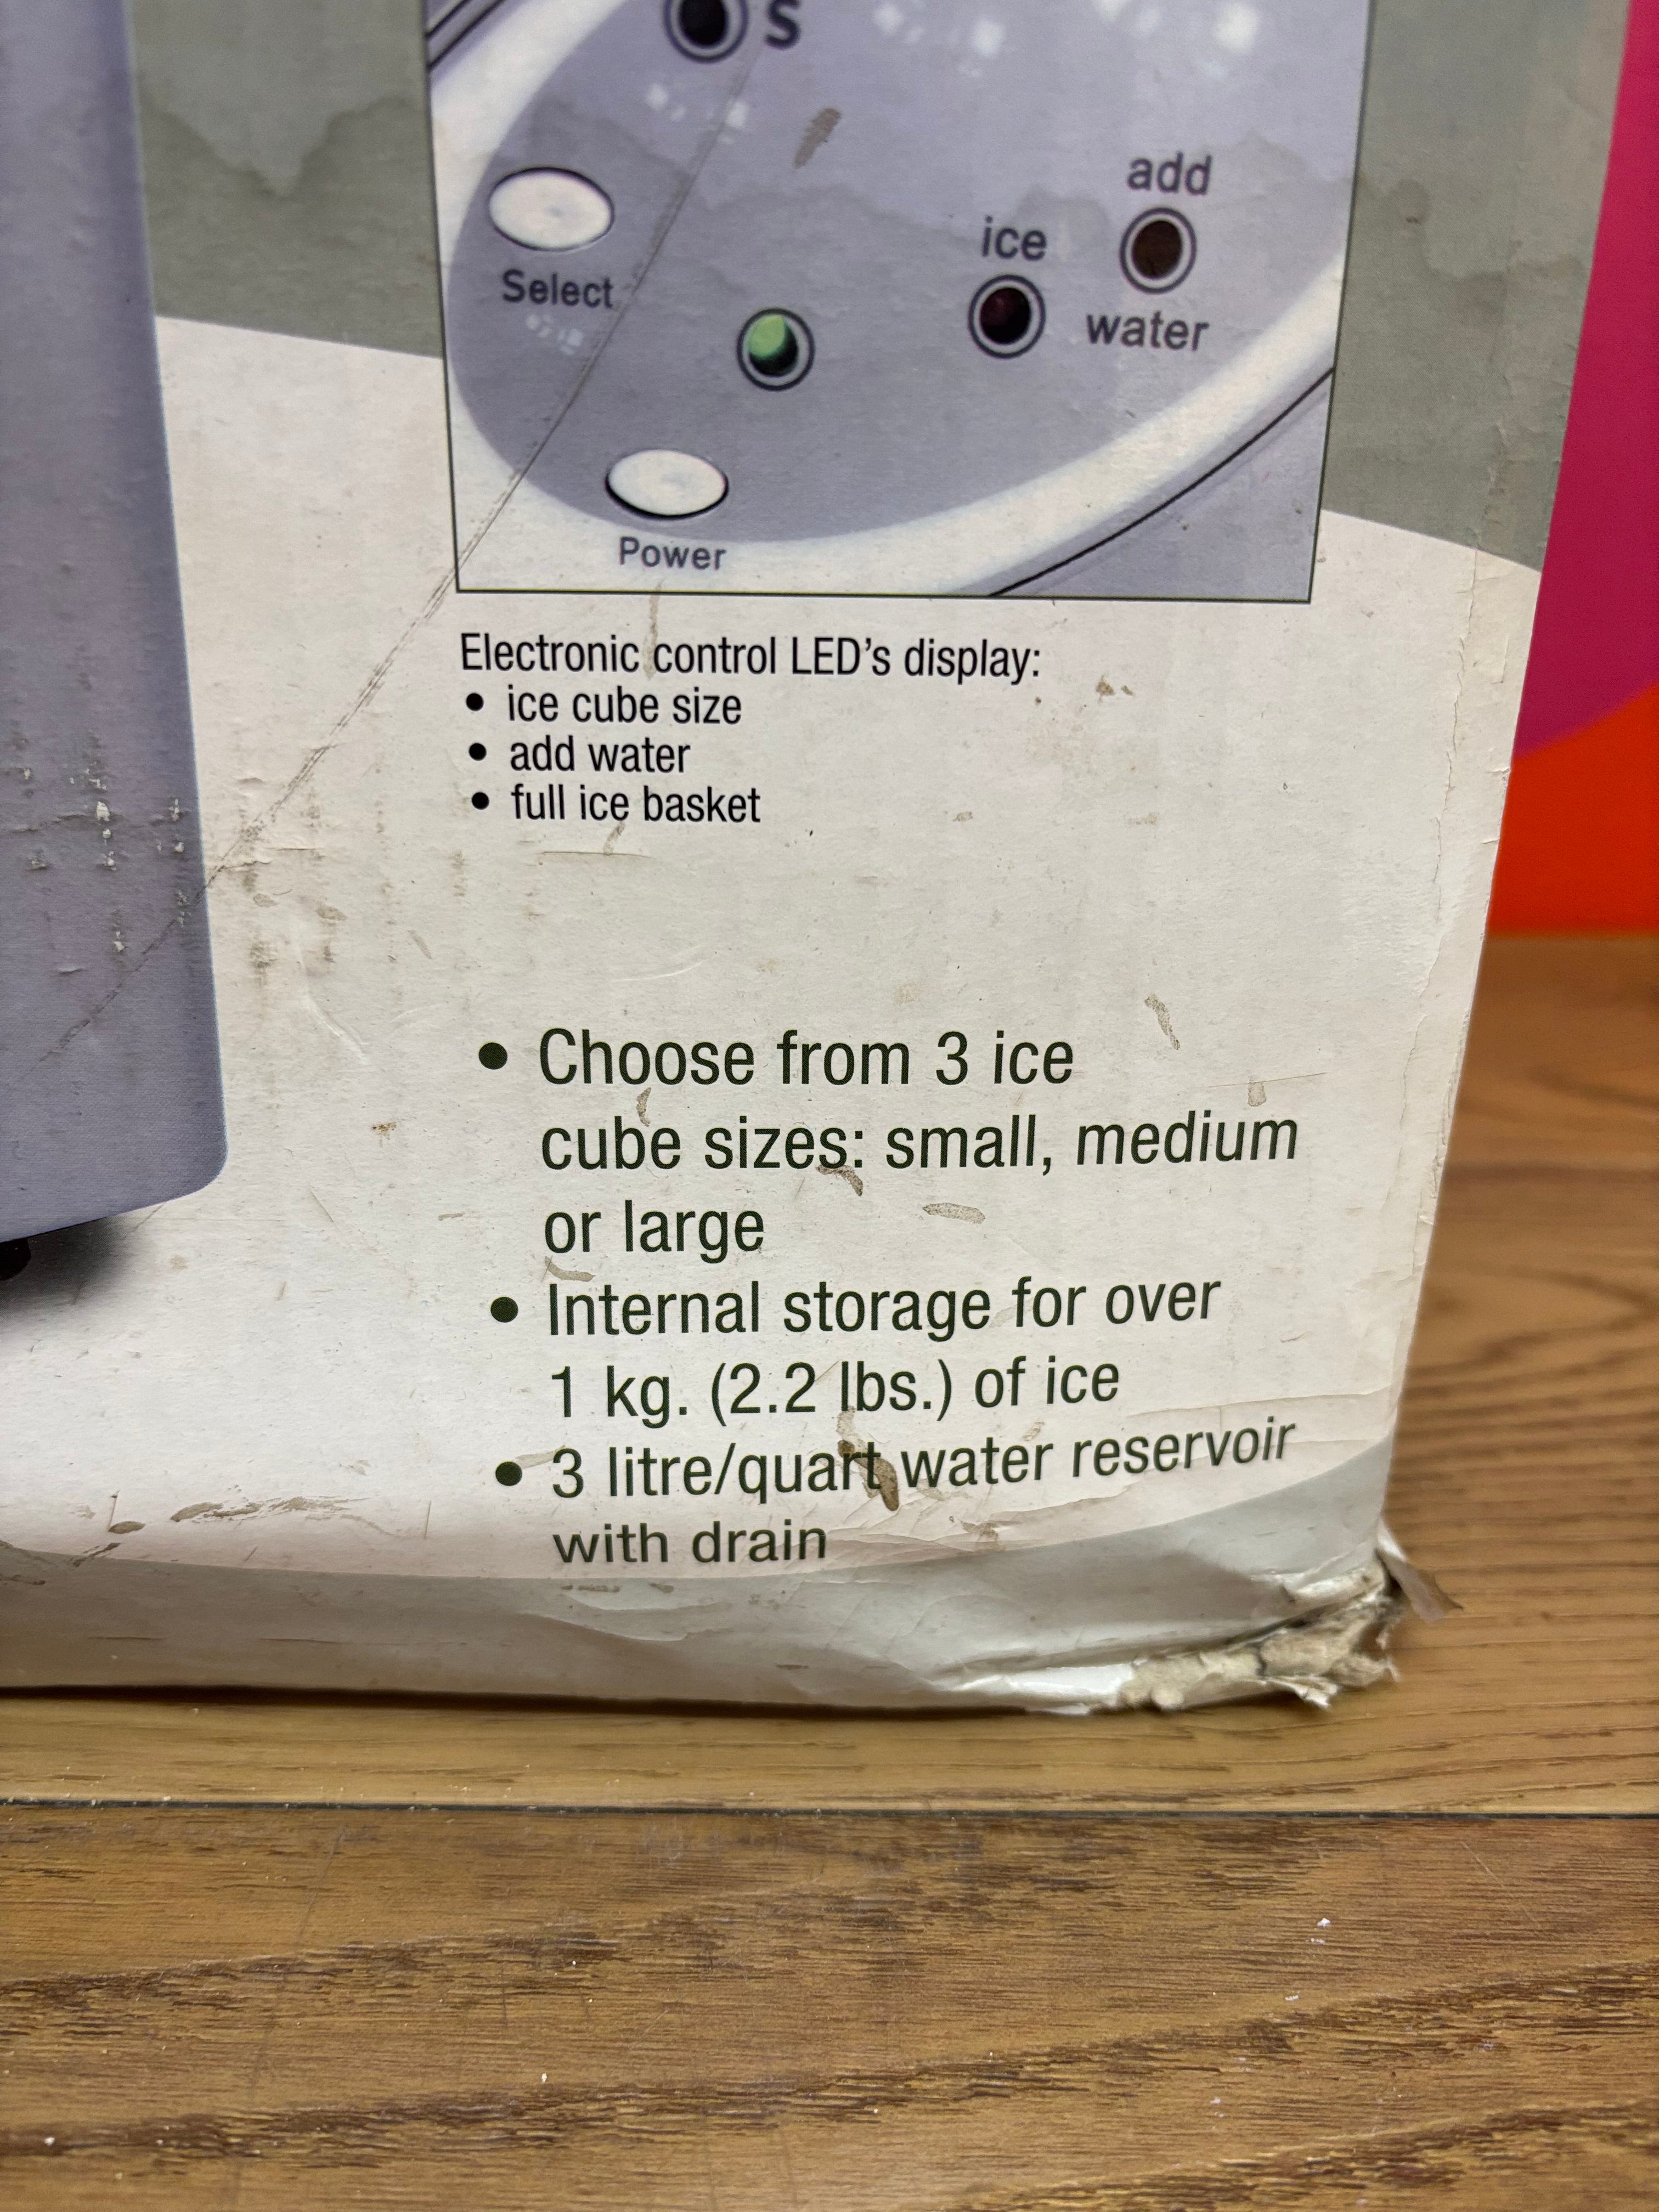 S
add
ice
Select
water
Power
Electronic control LED's display:
• ice cube size
• add water
• full ice basket
• Choose from 3 ice
cube sizes: small, medium
or large
• Internal storage for over
1 kg. (2.2 lbs.) of ice
• 3 litre/quart water reservoir
with drain